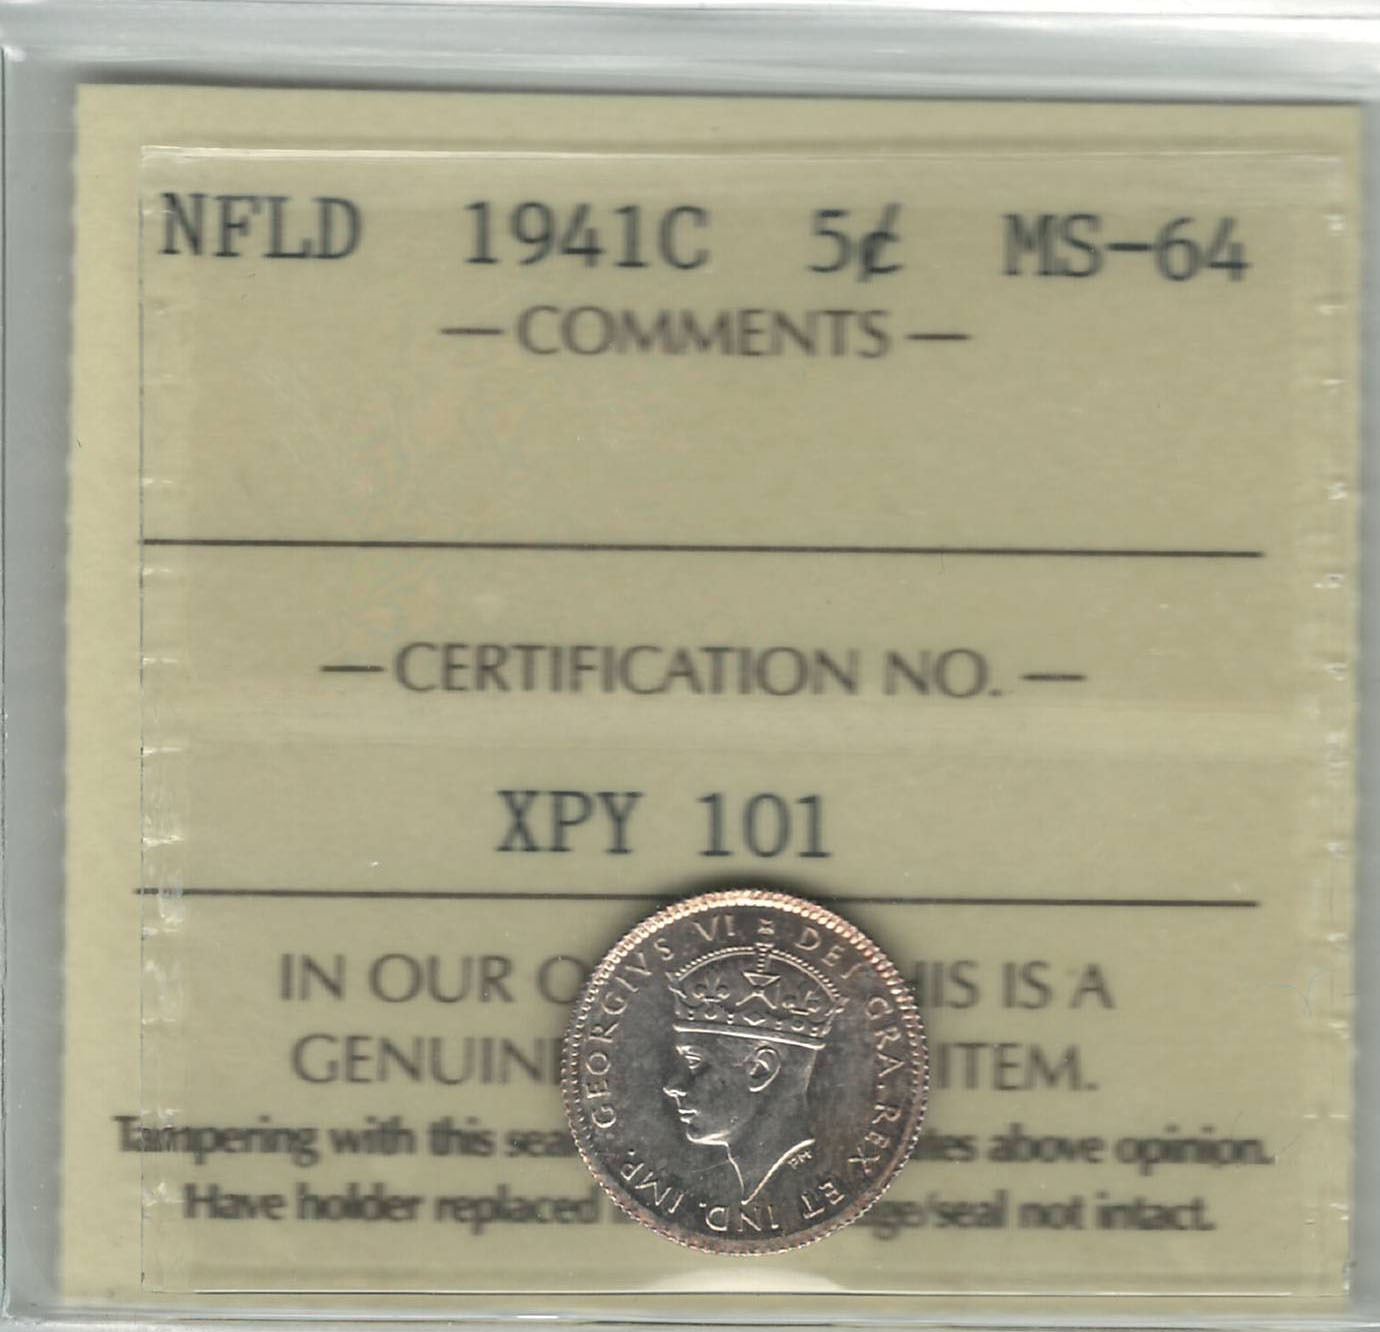 NFLD 1941C 5¢ MS-64
—COMMENTS—
—CERTIFICATION NO.—
XPY 101
IN OUR O HIS IS A
GENUIN ITEM.
Tampering with this sea tes above opinion.
Have holder replaced ge/seal not intact.
GEORGIVS VI DEI GRA. REX ET IND. IMP.
PM